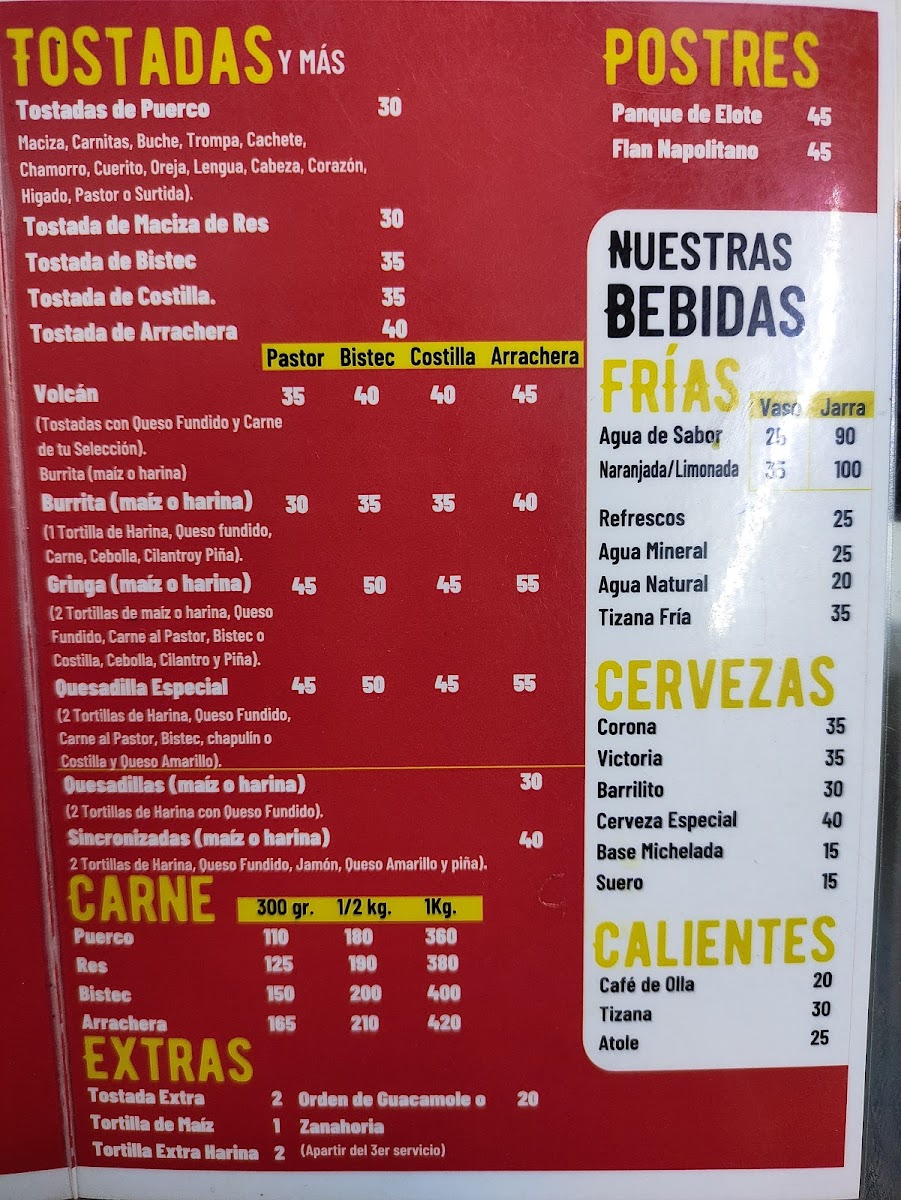 TOSTADAS Y MÁS
Tostadas de Puerco 30
Maciza, Carnitas, Buche, Trompa, Cachete,
Chamorro, Cuerito, Oreja, Lengua, Cabeza, Corazón,
Higado, Pastor o Surtida).
Tostada de Maciza de Res 30
Tostada de Bistec 35
Tostada de Costilla. 35
Tostada de Arrachera 40
Pastor Bistec Costilla Arrachera
Volcán 35 40 40 45
(Tostadas con Queso Fundido y Carne
de tu Selección).
Burrita (maíz o harina)
Burrita (maíz o harina) 30 35 35 40
(1 Tortilla de Harina, Queso fundido,
Carne, Cebolla, Cilantroy Piña).
Gringa (maíz o harina) 45 50 45 55
(2 Tortillas de maíz o harina, Queso
Fundido, Carne al Pastor, Bistec o
Costilla, Cebolla, Cilantro y Piña).
Quesadilla Especial 45 50 45 55
(2 Tortillas de Harina, Queso Fundido,
Carne al Pastor, Bistec, chapulín o
Costilla y Queso Amarillo).
Quesadillas (maíz o harina) 30
(2 Tortillas de Harina con Queso Fundido).
Sincronizadas (maíz o harina) 40
2 Tortillas de Harina, Queso Fundido, Jamón, Queso Amarillo y piña).
CARNE 300 gr. 1/2 kg. 1Kg.
Puerco 110 180 360
Res 125 190 380
Bistec 150 200 400
Arrachera 165 210 420
EXTRAS
Tostada Extra 2
Tortilla de Maíz 1
Tortilla Extra Harina 2
Orden de Guacamole o 20
Zanahoria
(Apartir del 3er servicio)
POSTRES
Panque de Elote 45
Flan Napolitano 45
NUESTRAS
BEBIDAS
FRÍAS Vaso Jarra
Agua de Sabor 25 90
Naranjada/Limonada 35 100
Refrescos 25
Agua Mineral 25
Agua Natural 20
Tizana Fría 35
CERVEZAS
Corona 35
Victoria 35
Barrilito 30
Cerveza Especial 40
Base Michelada 15
Suero 15
CALIENTES
Café de Olla 20
Tizana 30
Atole 25